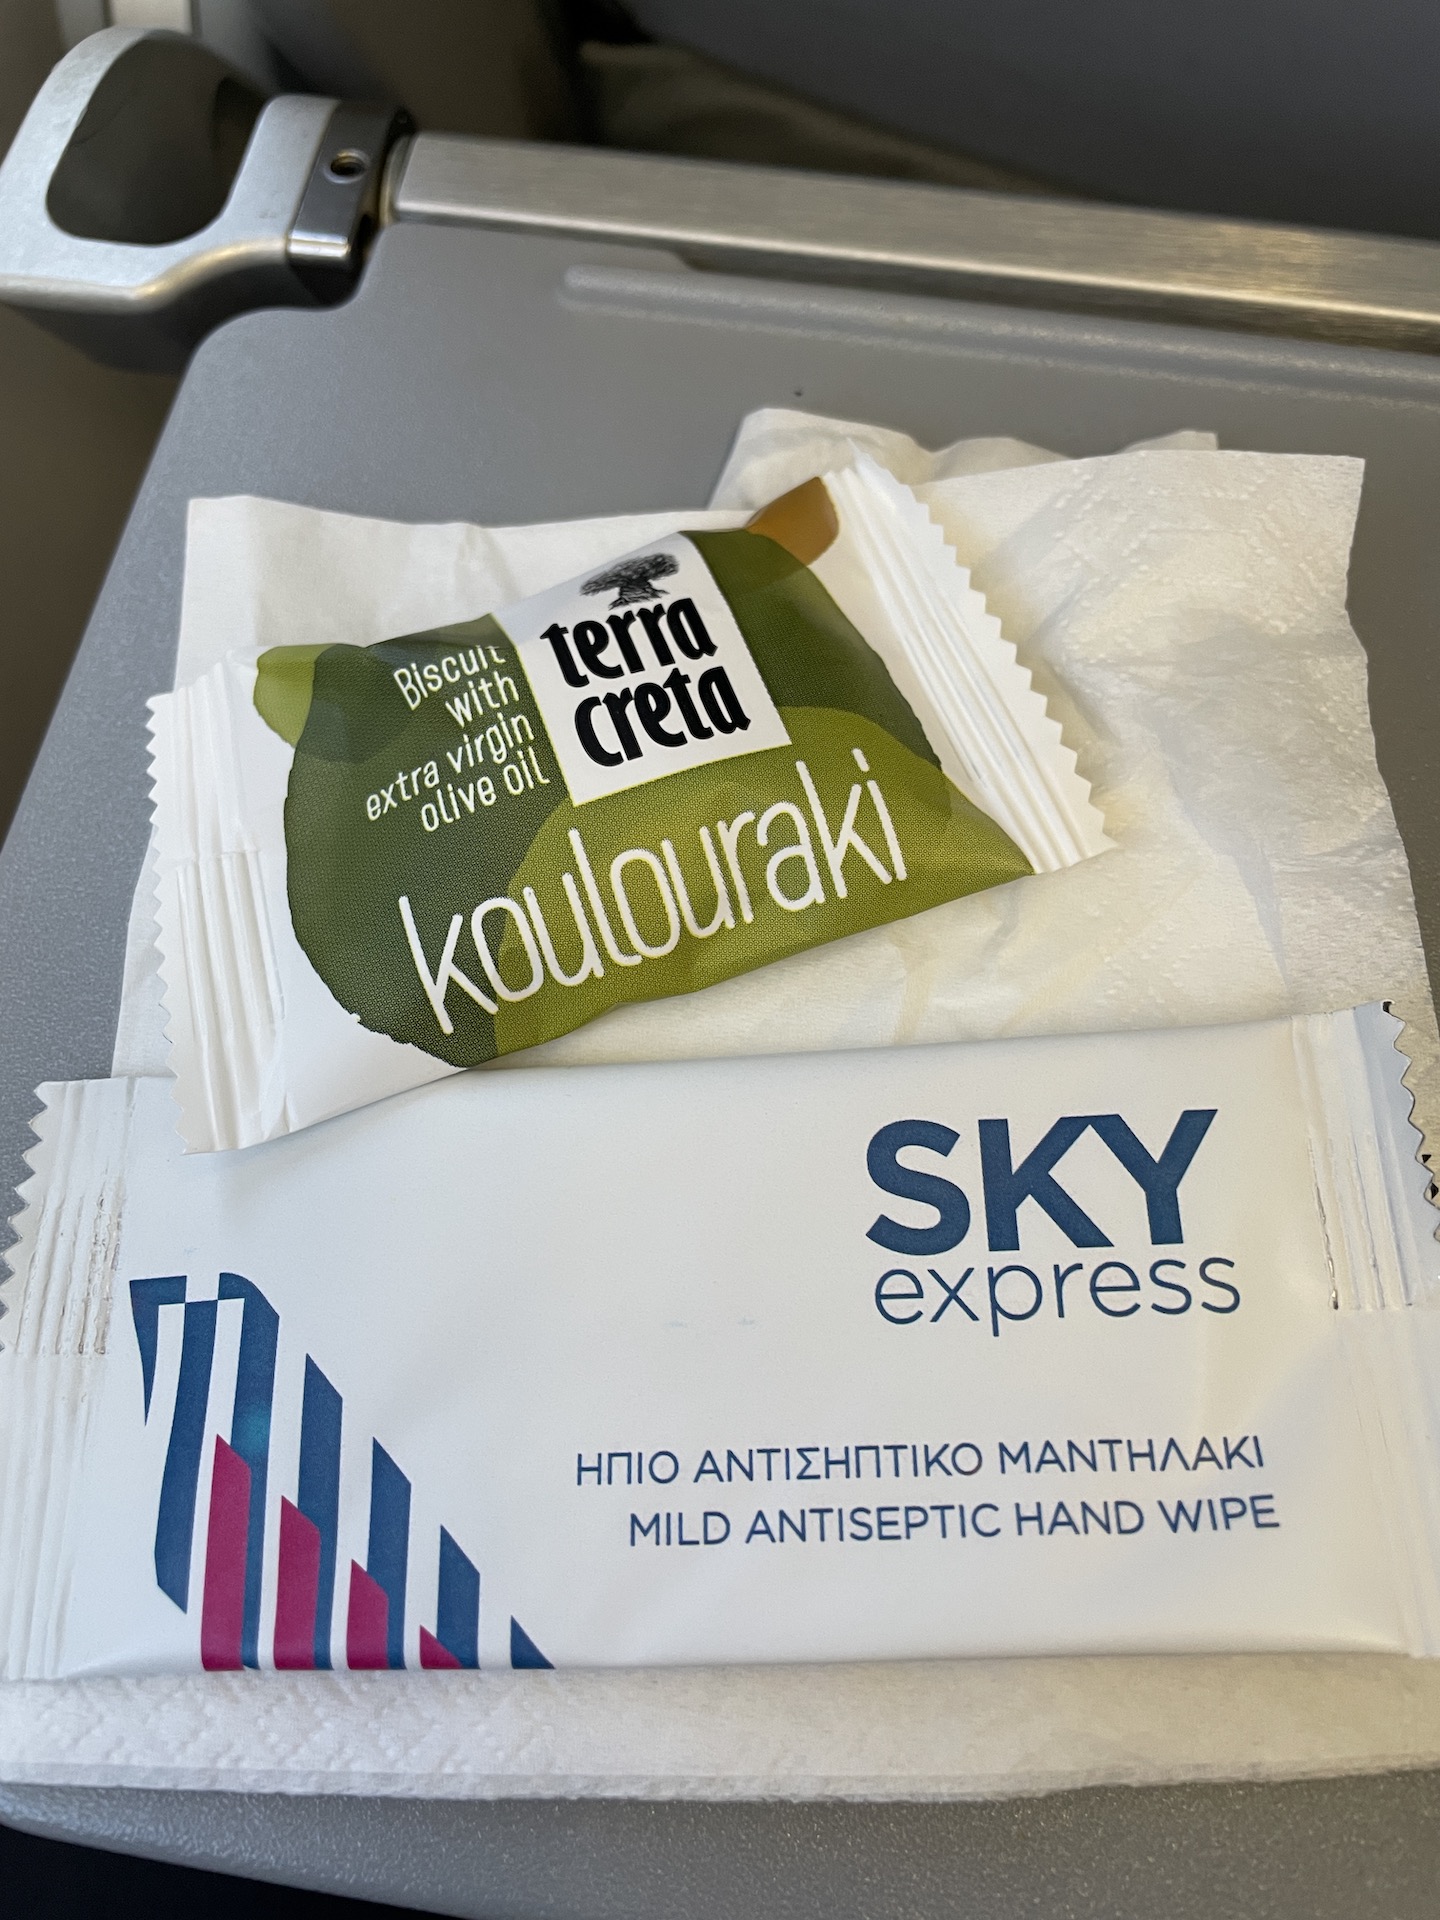 Biscuit
with
extra virgin
olive oil
terra
creta
koulouraki
SKY
express
ΗΠΙΟ ΑΝΤΙΣΗΠΤΙΚΟ ΜΑΝΤΗΛΑΚΙ
MILD ANTISEPTIC HAND WIPE